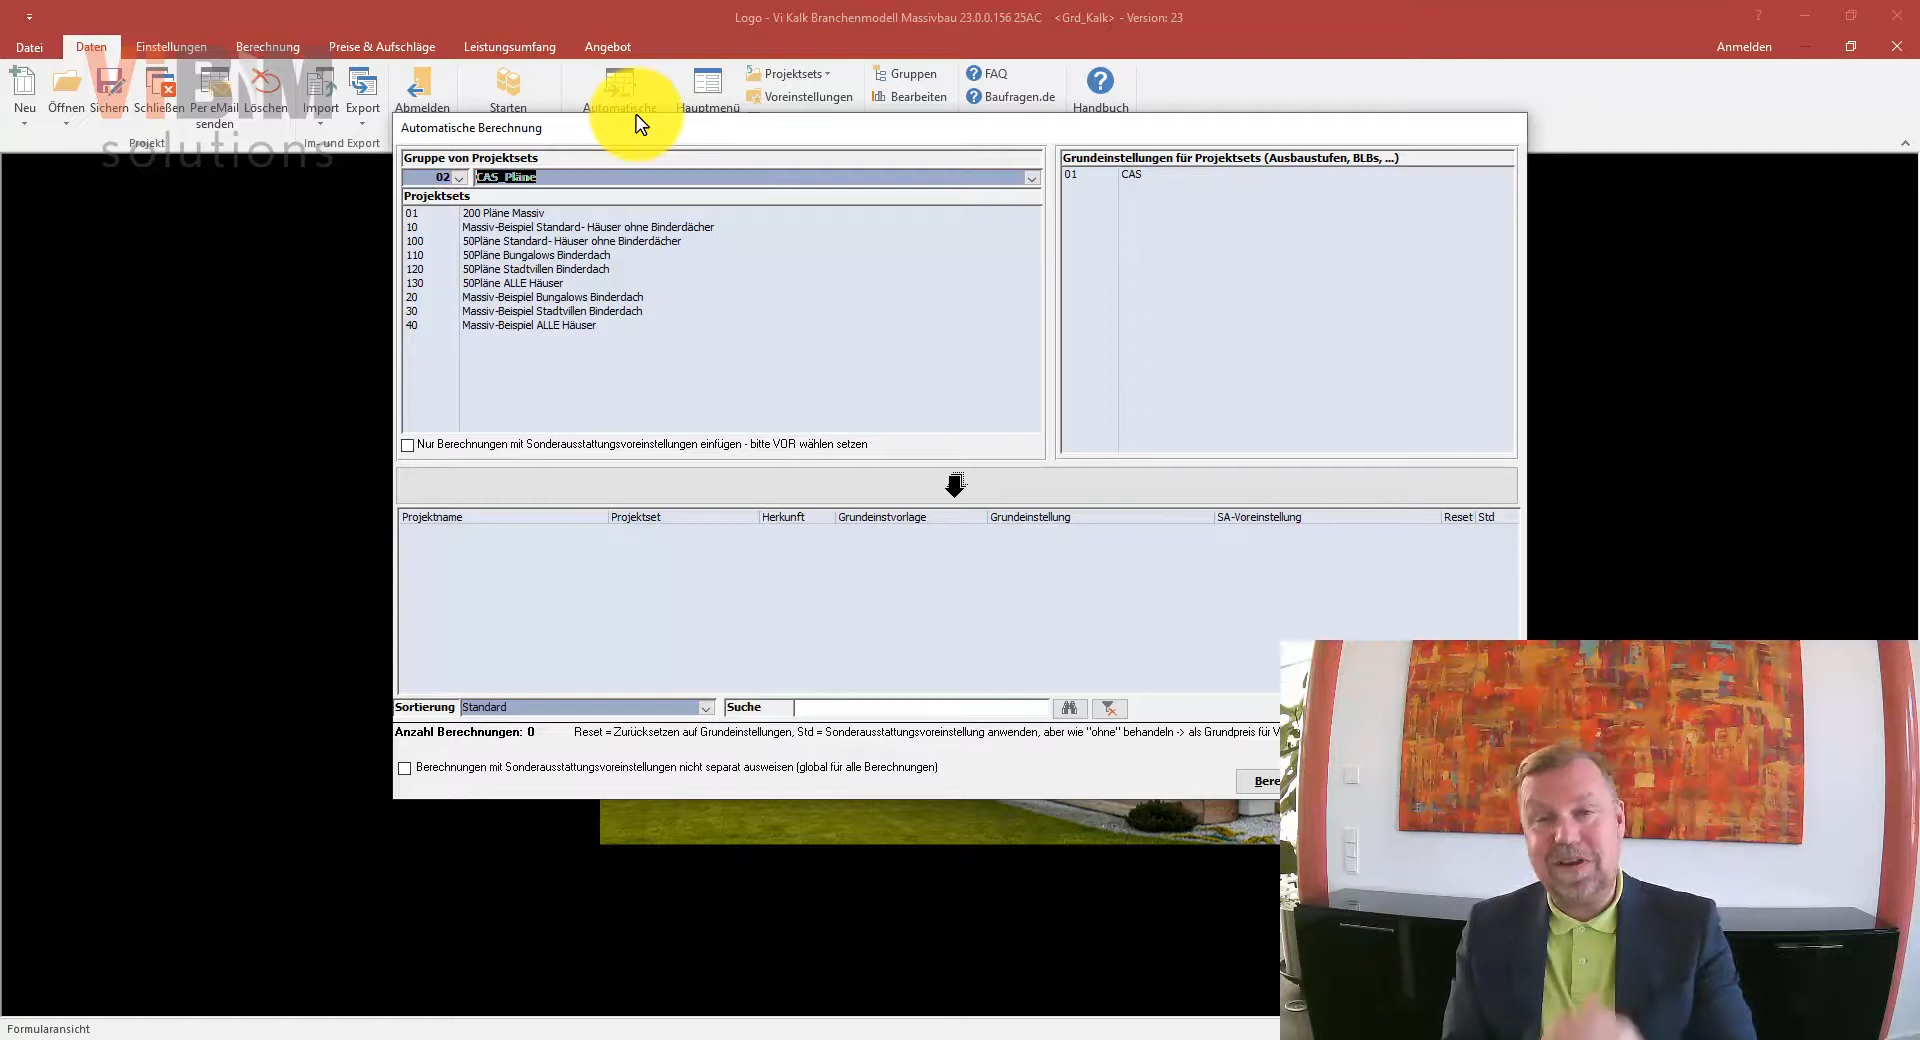 Logo - Vi Kalk Branchenmodell Massivbau 23.0.0.156 25AC <Grd_Kalk> - Version: 23
Datei Daten Einstellungen Berechnung Preise & Aufschläge Leistungsumfang Angebot Anmelden
Neu Öffnen Sichern Schließen Per eMail senden Löschen Import Export Abmelden Starten Automatische Hauptmenü
Projektsets Gruppen FAQ
Voreinstellungen Bearbeiten Baufragen.de Handbuch
Projekt Im- und Export
ViBIM
solutions
Automatische Berechnung
Gruppe von Projektsets
02 CAS_Pläne
Projektsets
01 200 Pläne Massiv
10 Massiv-Beispiel Standard- Häuser ohne Binderdächer
100 50Pläne Standard- Häuser ohne Binderdächer
110 50Pläne Bungalows Binderdach
120 50Pläne Stadtvillen Binderdach
130 50Pläne ALLE Häuser
20 Massiv-Beispiel Bungalows Binderdach
30 Massiv-Beispiel Stadtvillen Binderdach
40 Massiv-Beispiel ALLE Häuser
Nur Berechnungen mit Sonderausstattungsvoreinstellungen einfügen - bitte VOR wählen setzen
Grundeinstellungen für Projektsets (Ausbaustufen, BLBs, ...)
01 CAS
Projektname Projektset Herkunft Grundeinstvorlage Grundeinstellung SA-Voreinstellung Reset Std
Sortierung Standard Suche
Anzahl Berechnungen: 0 Reset = Zurücksetzen auf Grundeinstellungen, Std = Sonderausstattungsvoreinstellung anwenden, aber wie "ohne" behandeln -> als Grundpreis für V
Berechnungen mit Sonderausstattungsvoreinstellungen nicht separat ausweisen (global für alle Berechnungen)
Bere
Formularansicht